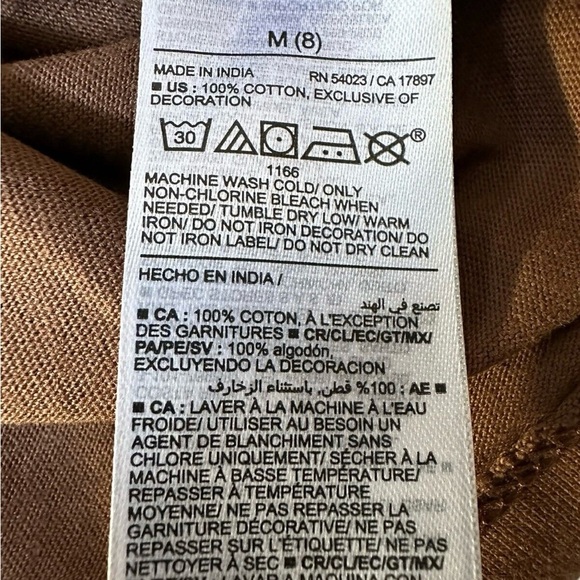 M (8)
MADE IN INDIA RN 54023 / CA 17897
■ US : 100% COTTON, EXCLUSIVE OF
DECORATION
30 ®
1166
MACHINE WASH COLD/ ONLY
NON-CHLORINE BLEACH WHEN
NEEDED/ TUMBLE DRY LOW/ WARM
IRON/ DO NOT IRON DECORATION/ DO
NOT IRON LABEL/ DO NOT DRY CLEAN
HECHO EN INDIA /
تصنع في الهند
■ CA : 100% COTON, À L'EXCEPTION
DES GARNITURES ■ CR/CL/EC/GT/MX/
PA/PE/SV : 100% algodón,
EXCLUYENDO LA DECORACION
■ AE : 100% قطن, باستثناء الزخارف
■ CA : LAVER À LA MACHINE À L'EAU
FROIDE/ UTILISER AU BESOIN UN
AGENT DE BLANCHIMENT SANS
CHLORE UNIQUEMENT/ SÉCHER À LA
MACHINE À BASSE TEMPÉRATURE/
REPASSER À TEMPÉRATURE
MOYENNE/ NE PAS REPASSER LA
GARNITURE DÉCORATIVE/ NE PAS
REPASSER SUR L'ÉTIQUETTE/ NE PAS
NETTOYER À SEC ■ CR/CL/EC/GT/MX/
LAVAR A MAQUINA CON